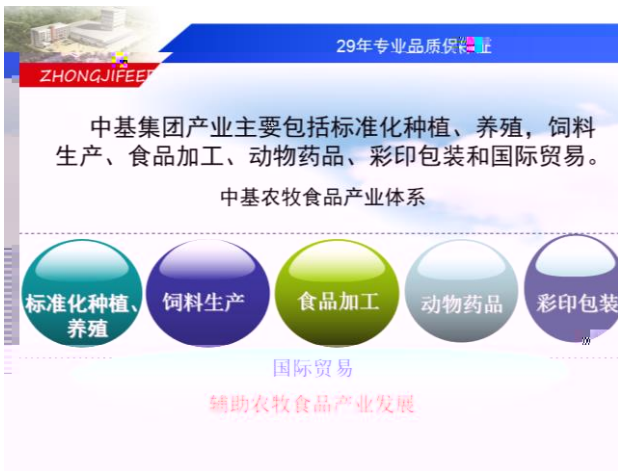 29年专业品质保证
ZHONGJIFEED
中基集团产业主要包括标准化种植、养殖，饲料
生产、食品加工、动物药品、彩印包装和国际贸易。
中基农牧食品产业体系
标准化种植、
养殖
饲料生产
食品加工
动物药品
彩印包装
国际贸易
辅助农牧食品产业发展